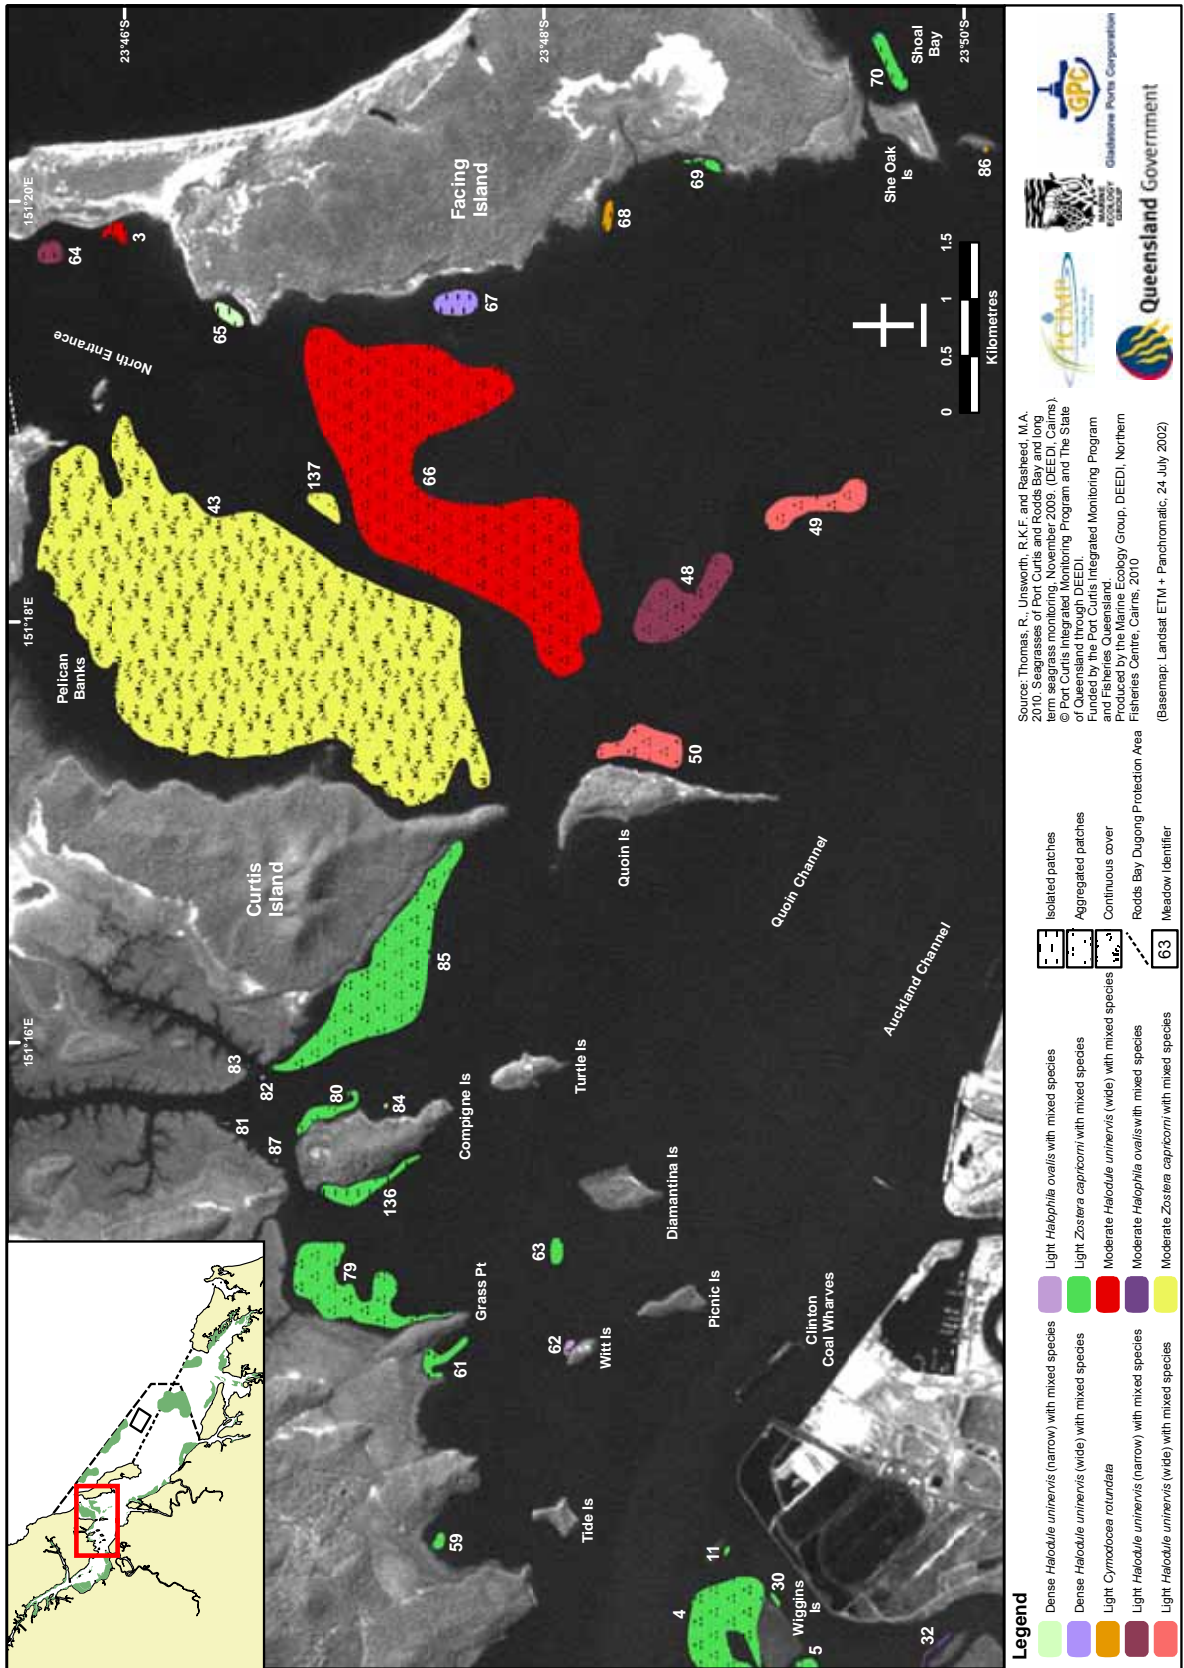 151°16'E
151°18'E
151°20'E
23°46'S
23°48'S
23°50'S
Pelican
Banks
North Entrance
Curtis
Island
Facing
Island
Shoal
Bay
She Oak
Is
Quoin Is
Quoin Channel
Auckland Channel
Turtle Is
Compigne Is
Diamantina Is
Grass Pt
Picnic Is
Witt Is
Tide Is
Clinton
Coal Wharves
Wiggins
Is
64
3
65
43
137
66
67
68
69
70
86
48
49
50
85
83
82
81
87
80
84
136
79
63
61
62
59
11
4
30
5
32
0
0.5
1
1.5
Kilometres
Legend
Dense Halodule uninervis (narrow) with mixed species
Dense Halodule uninervis (wide) with mixed species
Light Cymodocea rotundata
Light Halodule uninervis (narrow) with mixed species
Light Halodule uninervis (wide) with mixed species
Light Halophila ovalis with mixed species
Light Zostera capricorni with mixed species
Moderate Halodule uninervis (wide) with mixed species
Moderate Halophila ovalis with mixed species
Moderate Zostera capricorni with mixed species
Isolated patches
Aggregated patches
Continuous cover
Rodds Bay Dugong Protection Area
63 Meadow Identifier
Source: Thomas, R., Unsworth, R.K.F. and Rasheed, M.A.
2010. Seagrasses of Port Curtis and Rodds Bay and long
term seagrass monitoring, November 2009. (DEEDI, Cairns).
© Port Curtis Integrated Monitoring Program and The State
of Queensland through DEEDI.
Funded by the Port Curtis Integrated Monitoring Program
and Fisheries Queensland.
Produced by the Marine Ecology Group, DEEDI, Northern
Fisheries Centre, Cairns, 2010
(Basemap: Landsat ETM + Panchromatic, 24 July 2002)
PCIMP
MARINE
ECOLOGY
GROUP
GPC
Gladstone Ports Corporation
Queensland Government